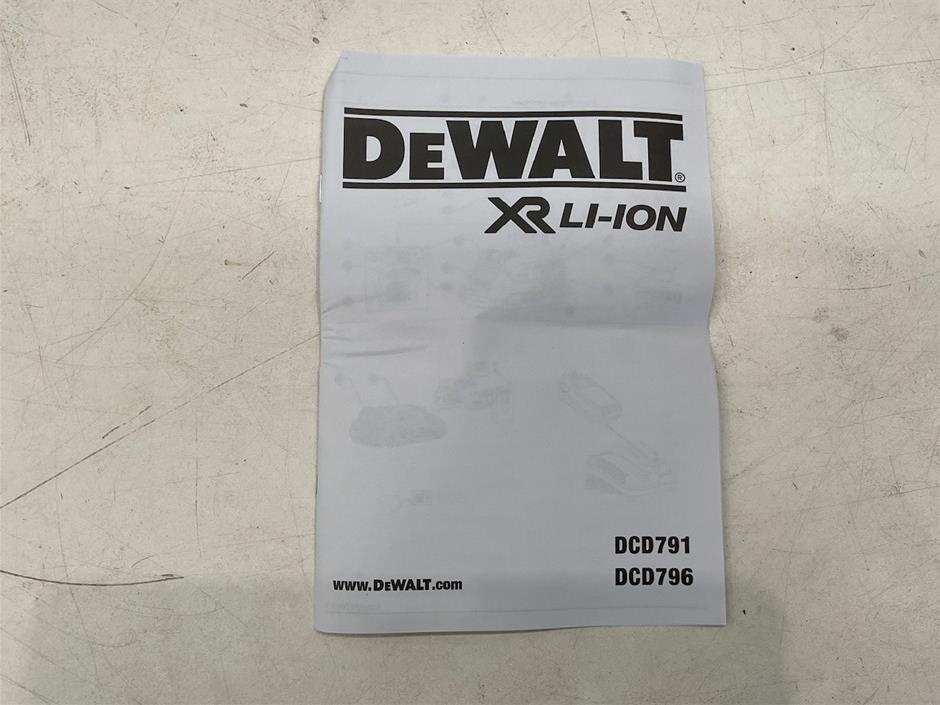 DEWALT®
XR LI-ION
DCD791
DCD796
www.DEWALT.com